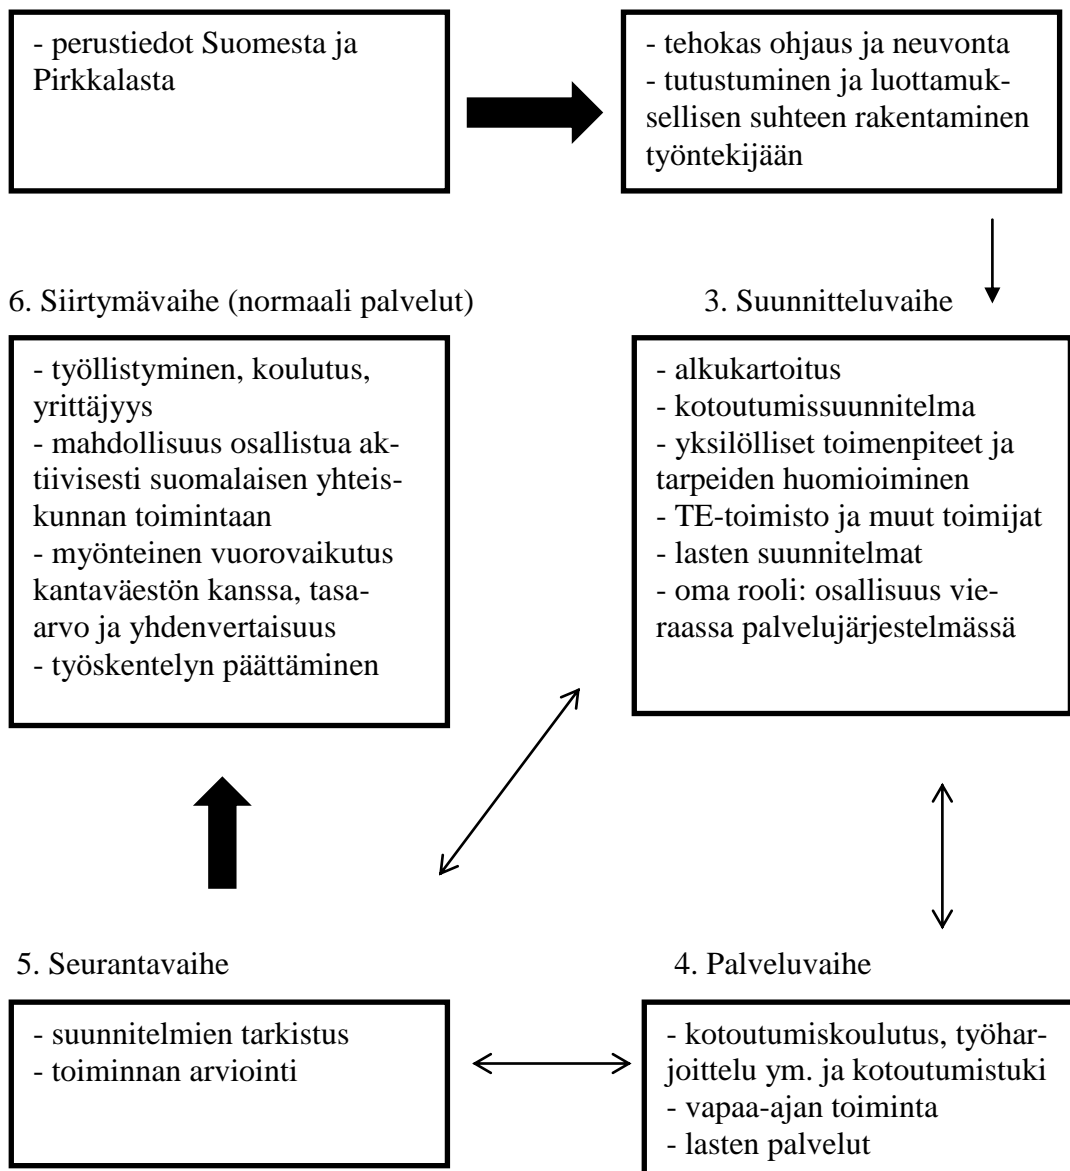 - perustiedot Suomesta ja
Pirkkalasta
- tehokas ohjaus ja neuvonta
- tutustuminen ja luottamuk-
sellisen suhteen rakentaminen
työntekijään
6. Siirtymävaihe (normaali palvelut)
- työllistyminen, koulutus,
yrittäjyys
- mahdollisuus osallistua ak-
tiivisesti suomalaisen yhteis-
kunnan toimintaan
- myönteinen vuorovaikutus
kantaväestön kanssa, tasa-
arvo ja yhdenvertaisuus
- työskentelyn päättäminen
3. Suunnitteluvaihe
- alkukartoitus
- kotoutumissuunnitelma
- yksilölliset toimenpiteet ja
tarpeiden huomioiminen
- TE-toimisto ja muut toimijat
- lasten suunnitelmat
- oma rooli: osallisuus vie-
raassa palvelujärjestelmässä
5. Seurantavaihe
- suunnitelmien tarkistus
- toiminnan arviointi
4. Palveluvaihe
- kotoutumiskoulutus, työhar-
joittelu ym. ja kotoutumistuki
- vapaa-ajan toiminta
- lasten palvelut